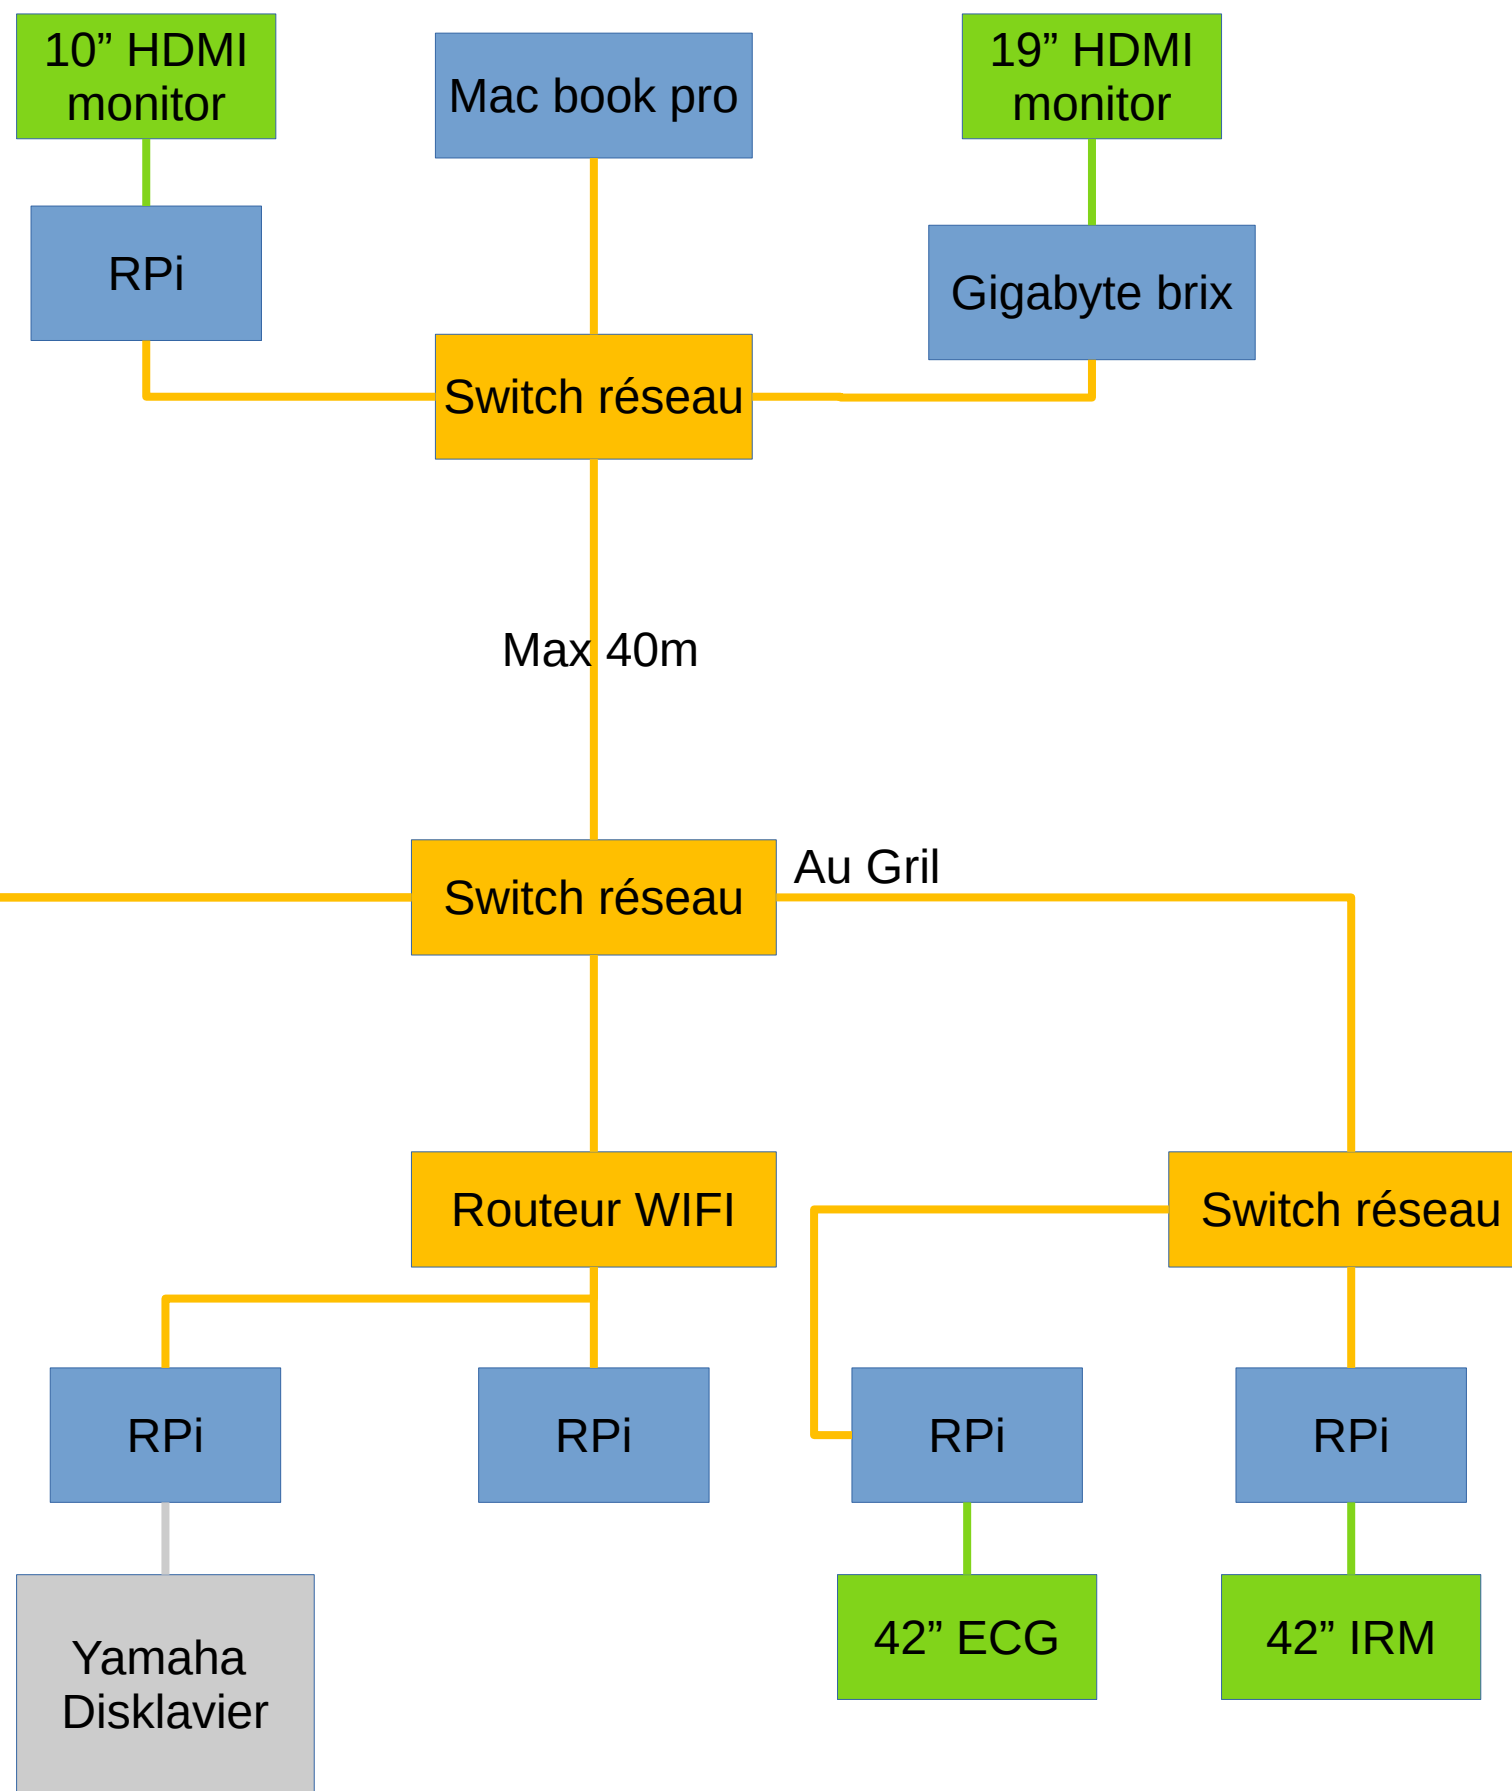 10” HDMI
monitor
Mac book pro
19” HDMI
monitor
RPi
Gigabyte brix
Switch réseau
Max 40m
Switch réseau
Au Gril
Routeur WIFI
Switch réseau
RPi
RPi
RPi
RPi
Yamaha
Disklavier
42” ECG
42” IRM